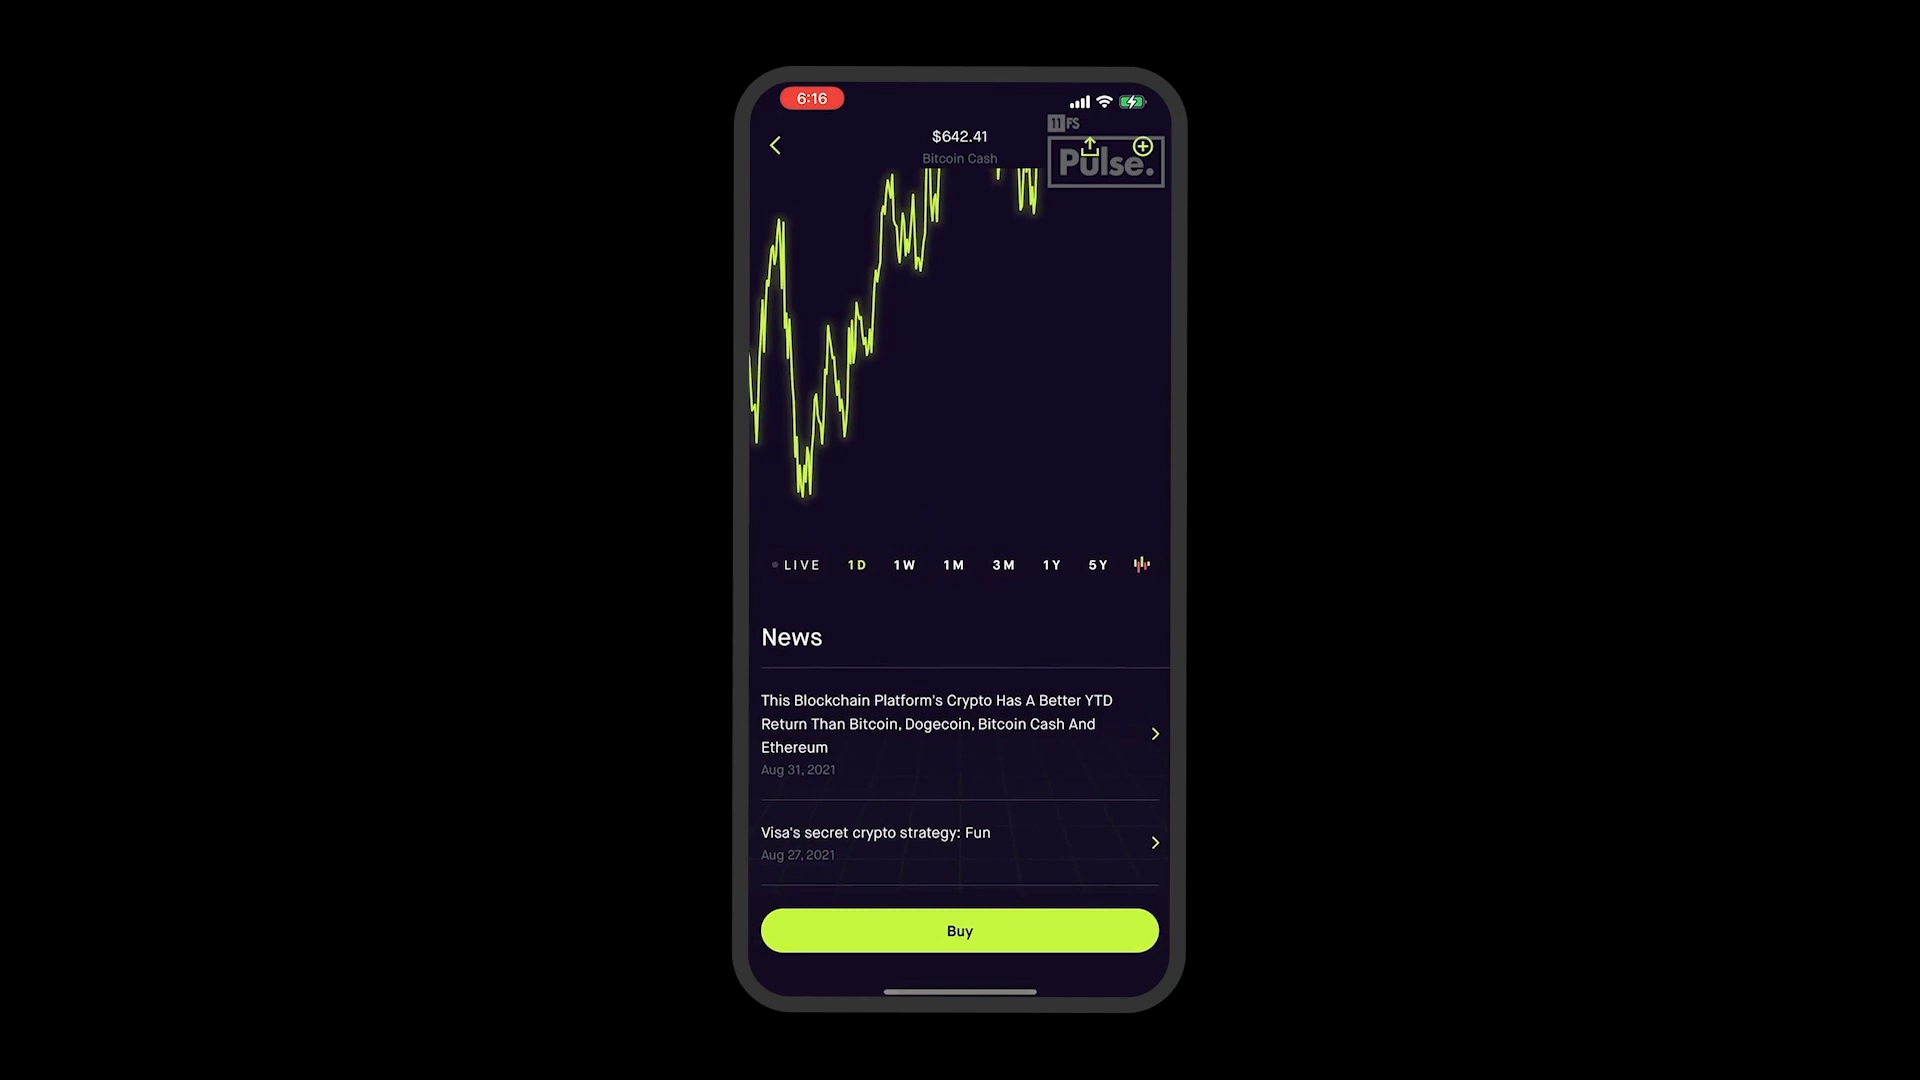 6:16
$642.41
Bitcoin Cash
11 FS
Pulse.
LIVE 1D 1W 1M 3M 1Y 5Y
News
This Blockchain Platform's Crypto Has A Better YTD
Return Than Bitcoin, Dogecoin, Bitcoin Cash And
Ethereum
Aug 31, 2021
Visa's secret crypto strategy: Fun
Aug 27, 2021
Buy